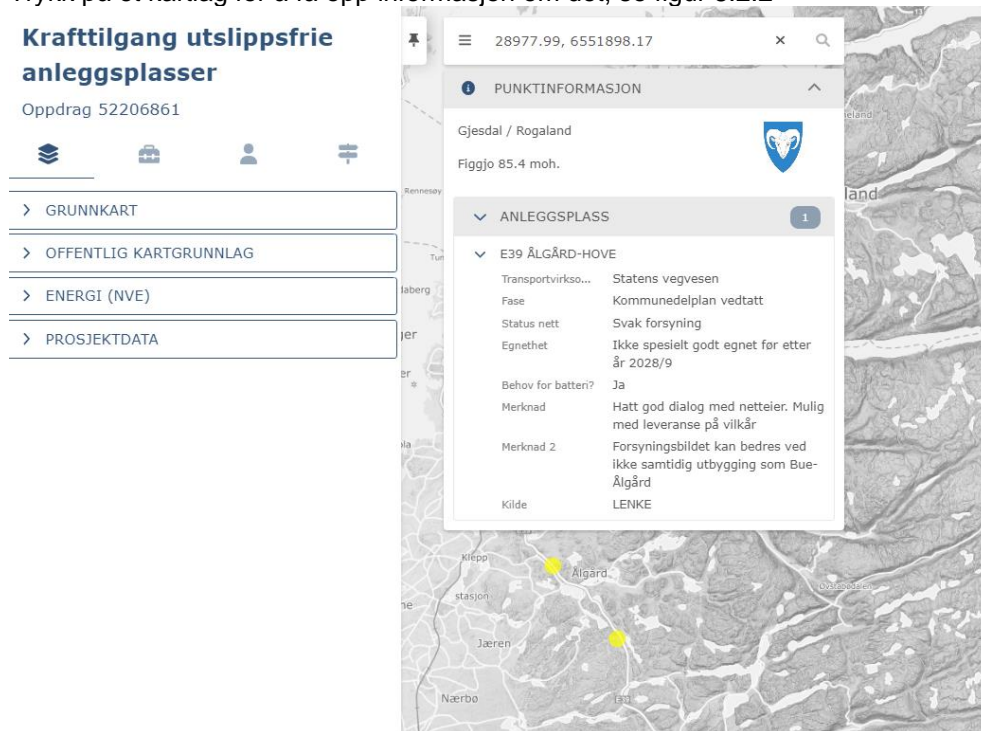 Krafttilgang utslippsfrie
anleggsplasser
Oppdrag 52206861
GRUNNKART
OFFENTLIG KARTGRUNNLAG
ENERGI (NVE)
PROSJEKTDATA
28977.99, 6551898.17
PUNKTINFORMASJON
Gjesdal / Rogaland
Figgjo 85.4 moh.
ANLEGGSPLASS 1
E39 ÅLGÅRD-HOVE
Transportvirkso... Statens vegvesen
Fase Kommunedelplan vedtatt
Status nett Svak forsyning
Egnethet Ikke spesielt godt egnet før etter
år 2028/9
Behov for batteri? Ja
Merknad Hatt god dialog med netteier. Mulig
med leveranse på vilkår
Merknad 2 Forsyningsbildet kan bedres ved
ikke samtidig utbygging som Bue-
Ålgård
Kilde LENKE
Rennesøy
land
Klepp
stasjon
Ålgård
Jæren
Nærbø
E39